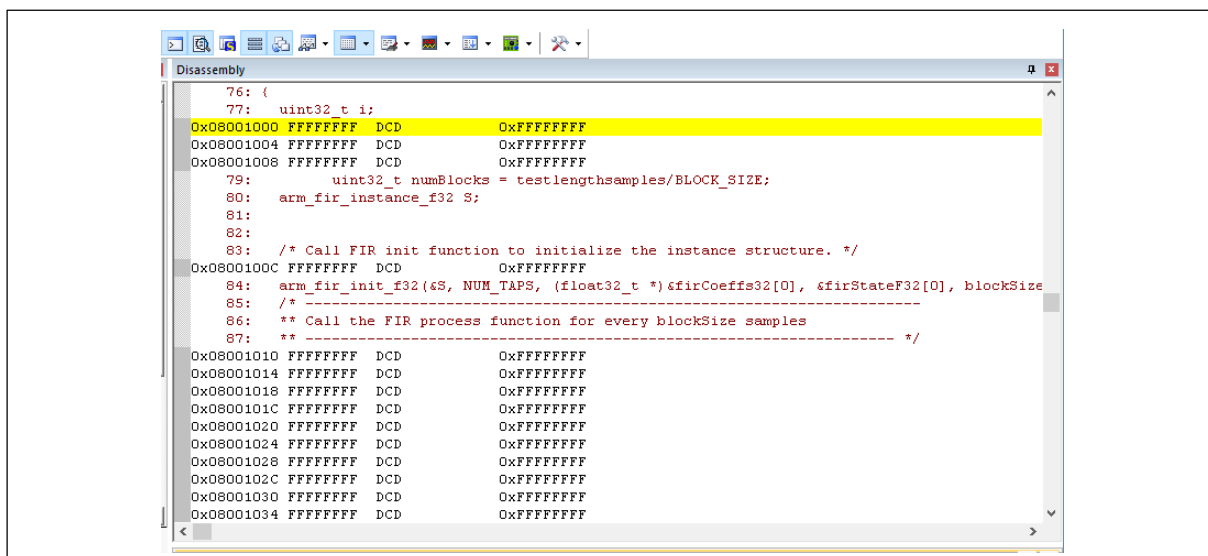 Disassembly
76: {
77:   uint32_t i;
0x08001000 FFFFFFFF  DCD      0xFFFFFFFF
0x08001004 FFFFFFFF  DCD      0xFFFFFFFF
0x08001008 FFFFFFFF  DCD      0xFFFFFFFF
79:         uint32_t numBlocks = testlengthsamples/BLOCK_SIZE;
80:   arm_fir_instance_f32 S;
81:
82:
83:   /* Call FIR init function to initialize the instance structure. */
0x0800100C FFFFFFFF  DCD      0xFFFFFFFF
84:   arm_fir_init_f32(&S, NUM_TAPS, (float32_t *)&firCoeffs32[0], &firStateF32[0], blockSize
85:   /* ----------------------------------------------------------------------
86:   ** Call the FIR process function for every blockSize samples
87:   ** ------------------------------------------------------------------- */
0x08001010 FFFFFFFF  DCD      0xFFFFFFFF
0x08001014 FFFFFFFF  DCD      0xFFFFFFFF
0x08001018 FFFFFFFF  DCD      0xFFFFFFFF
0x0800101C FFFFFFFF  DCD      0xFFFFFFFF
0x08001020 FFFFFFFF  DCD      0xFFFFFFFF
0x08001024 FFFFFFFF  DCD      0xFFFFFFFF
0x08001028 FFFFFFFF  DCD      0xFFFFFFFF
0x0800102C FFFFFFFF  DCD      0xFFFFFFFF
0x08001030 FFFFFFFF  DCD      0xFFFFFFFF
0x08001034 FFFFFFFF  DCD      0xFFFFFFFF